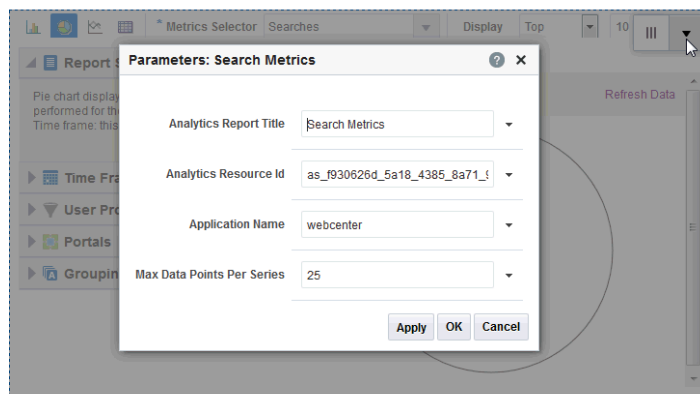 * Metrics Selector Searches Display Top 10
Report
Parameters: Search Metrics
Pie chart display
performed for the
Time frame: this
Refresh Data
Analytics Report Title Search Metrics
Analytics Resource Id as_f930626d_5a18_4385_8a71_
Time Fra
Application Name webcenter
User Pro
Portals
Max Data Points Per Series 25
Groupin
Apply OK Cancel